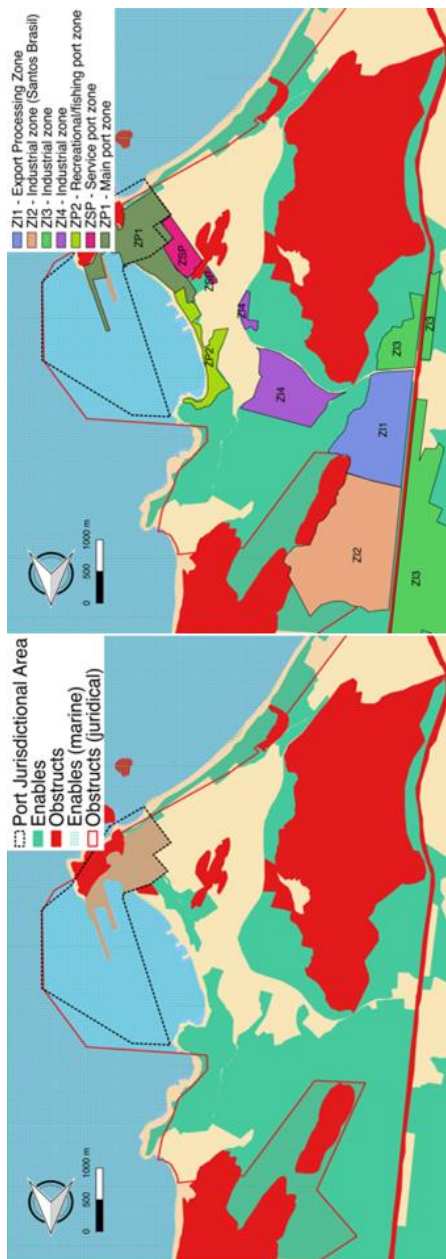 0 500 1000 m
Port Jurisdictional Area
Enables
Obstructs
Enables (marine)
Obstructs (juridical)
0 500 1000 m
ZI1 - Export Processing Zone
ZI2 - Industrial zone (Santos Brasil)
ZI3 - Industrial zone
ZI4 - Industrial zone
ZP2 - Recreational/fishing port zone
ZSP - Service port zone
ZP1 - Main port zone
ZP1
ZSP
ZSP
ZP2
ZI4
ZI4
ZI3
ZI1
ZI3
ZI2
ZI3